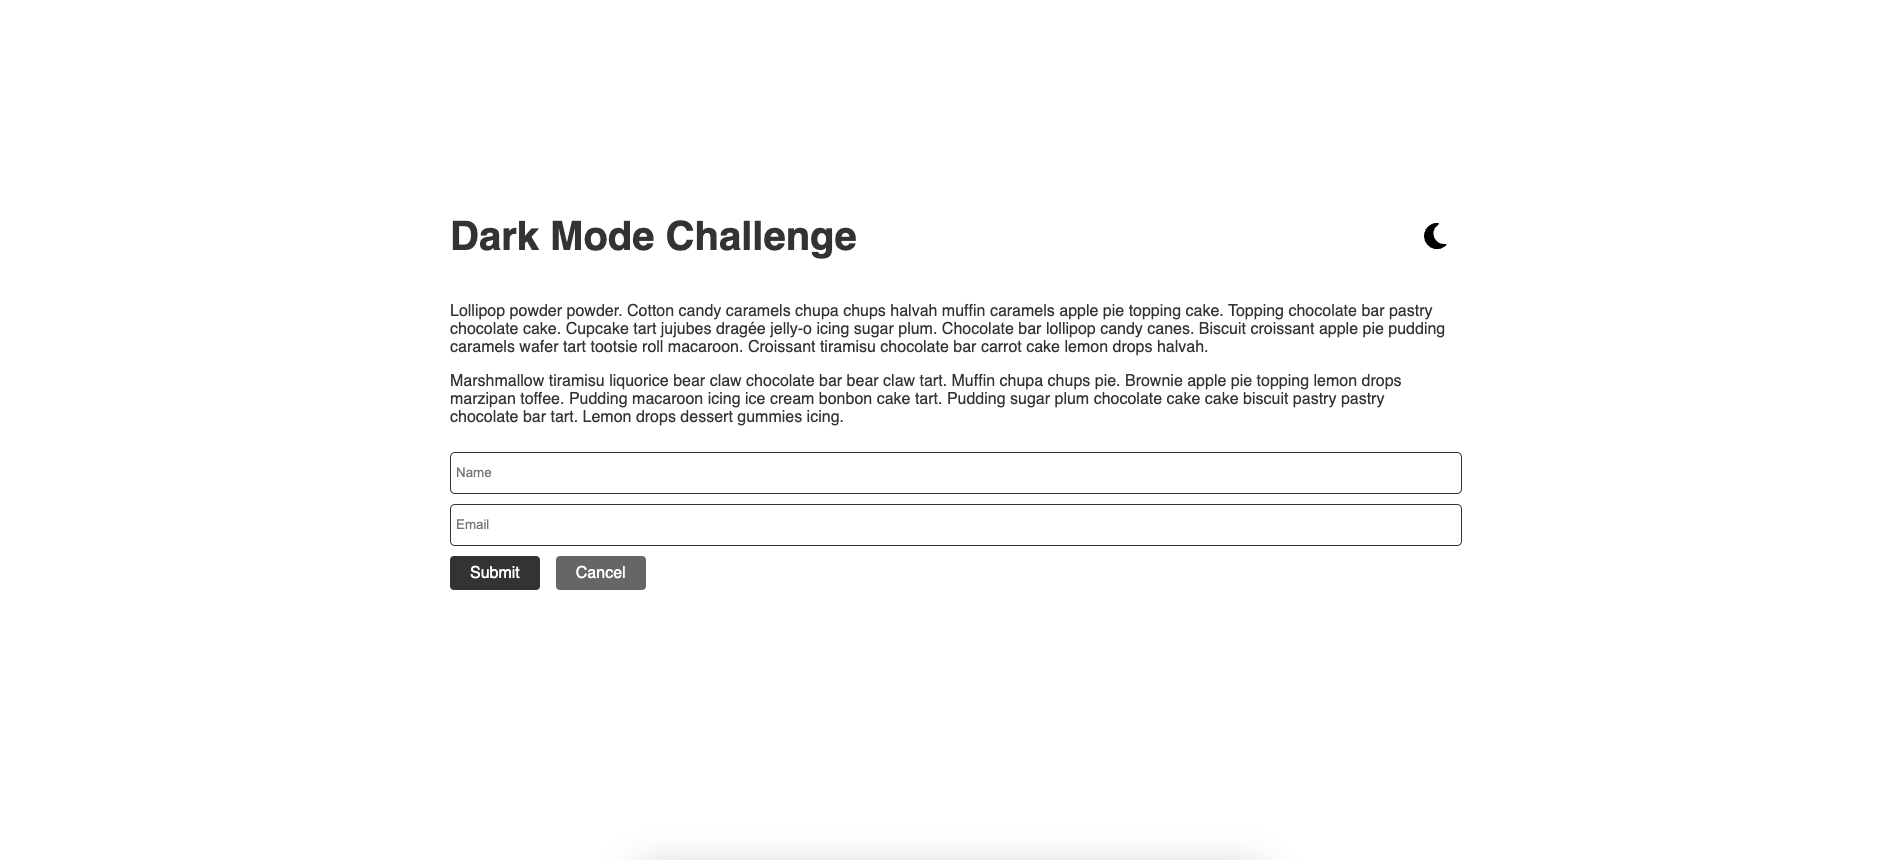 Dark Mode Challenge
Lollipop powder powder. Cotton candy caramels chupa chups halvah muffin caramels apple pie topping cake. Topping chocolate bar pastry
chocolate cake. Cupcake tart jujubes dragée jelly-o icing sugar plum. Chocolate bar lollipop candy canes. Biscuit croissant apple pie pudding
caramels wafer tart tootsie roll macaroon. Croissant tiramisu chocolate bar carrot cake lemon drops halvah.
Marshmallow tiramisu liquorice bear claw chocolate bar bear claw tart. Muffin chupa chups pie. Brownie apple pie topping lemon drops
marzipan toffee. Pudding macaroon icing ice cream bonbon cake tart. Pudding sugar plum chocolate cake cake biscuit pastry pastry
chocolate bar tart. Lemon drops dessert gummies icing.
Name
Email
Submit Cancel